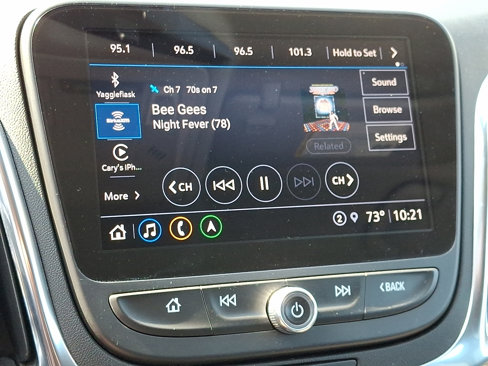 95.1 96.5 96.5 101.3 Hold to Set
Yaggleflask
SiriusXM
Cary's iPh...
More
Ch 7 70s on 7
Bee Gees
Night Fever (78)
Related
Sound
Browse
Settings
CH
CH
2 73° 10:21
BACK